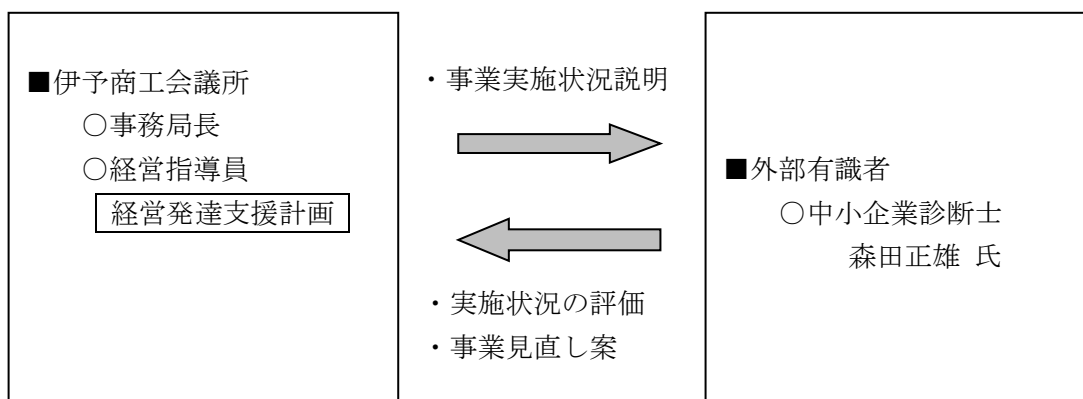 ■伊予商工会議所
○事務局長
○経営指導員
経営発達支援計画
・事業実施状況説明
・実施状況の評価
・事業見直し案
■外部有識者
○中小企業診断士
森田正雄 氏